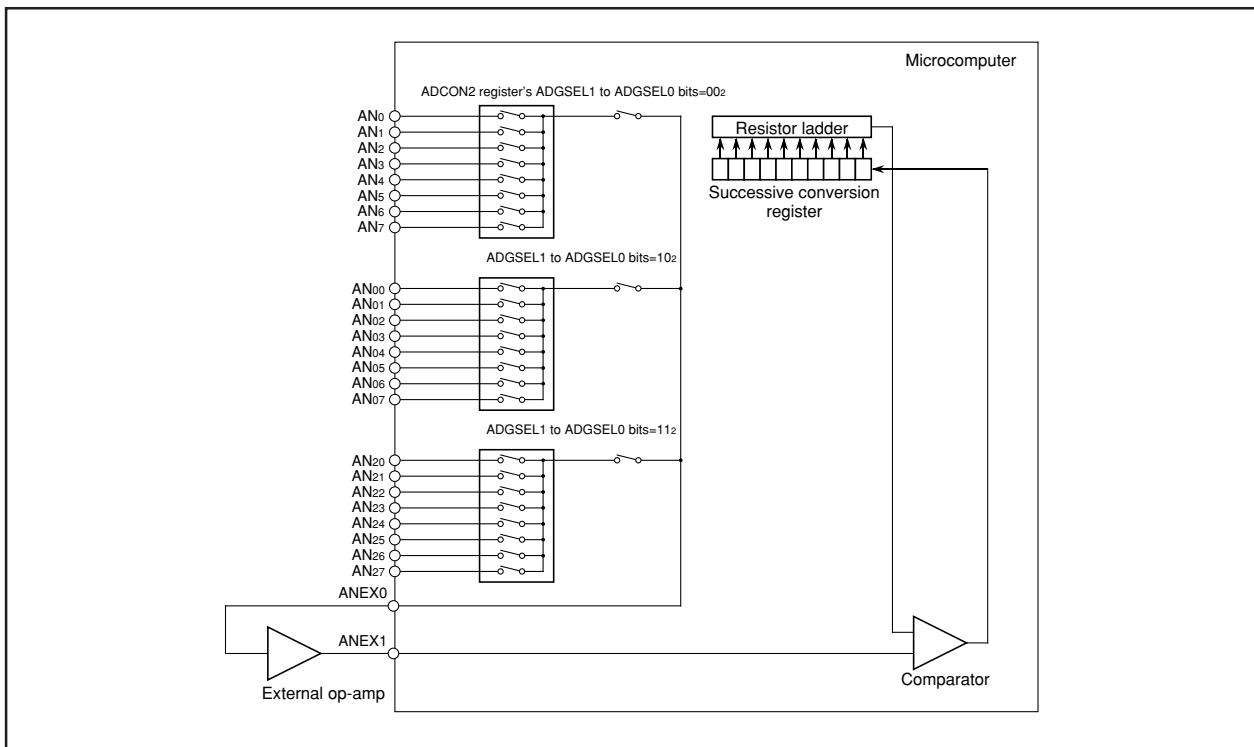 Microcomputer
ADCON2 register's ADGSEL1 to ADGSEL0 bits=00₂
AN0
AN1
AN2
AN3
AN4
AN5
AN6
AN7
Resistor ladder
Successive conversion
register
ADGSEL1 to ADGSEL0 bits=10₂
AN00
AN01
AN02
AN03
AN04
AN05
AN06
AN07
ADGSEL1 to ADGSEL0 bits=11₂
AN20
AN21
AN22
AN23
AN24
AN25
AN26
AN27
ANEX0
ANEX1
External op-amp
Comparator